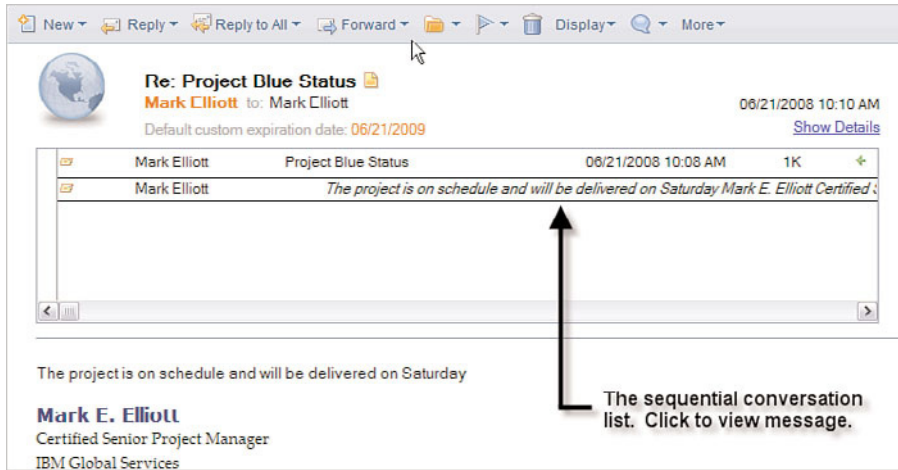 New Reply Reply to All Forward Display More
Re: Project Blue Status
Mark Elliott to: Mark Elliott 06/21/2008 10:10 AM
Default custom expiration date: 06/21/2009 Show Details
Mark Elliott Project Blue Status 06/21/2008 10:08 AM 1K
Mark Elliott The project is on schedule and will be delivered on Saturday Mark E. Elliott Certified
The project is on schedule and will be delivered on Saturday
The sequential conversation
list. Click to view message.
Mark E. Elliott
Certified Senior Project Manager
IBM Global Services